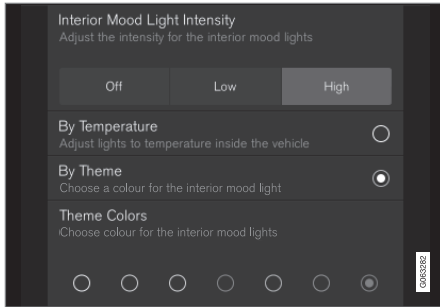 Interior Mood Light Intensity
Adjust the intensity for the interior mood lights
Off Low High
By Temperature
Adjust lights to temperature inside the vehicle
By Theme
Choose a colour for the interior mood light
Theme Colors
Choose colour for the interior mood lights
G063282